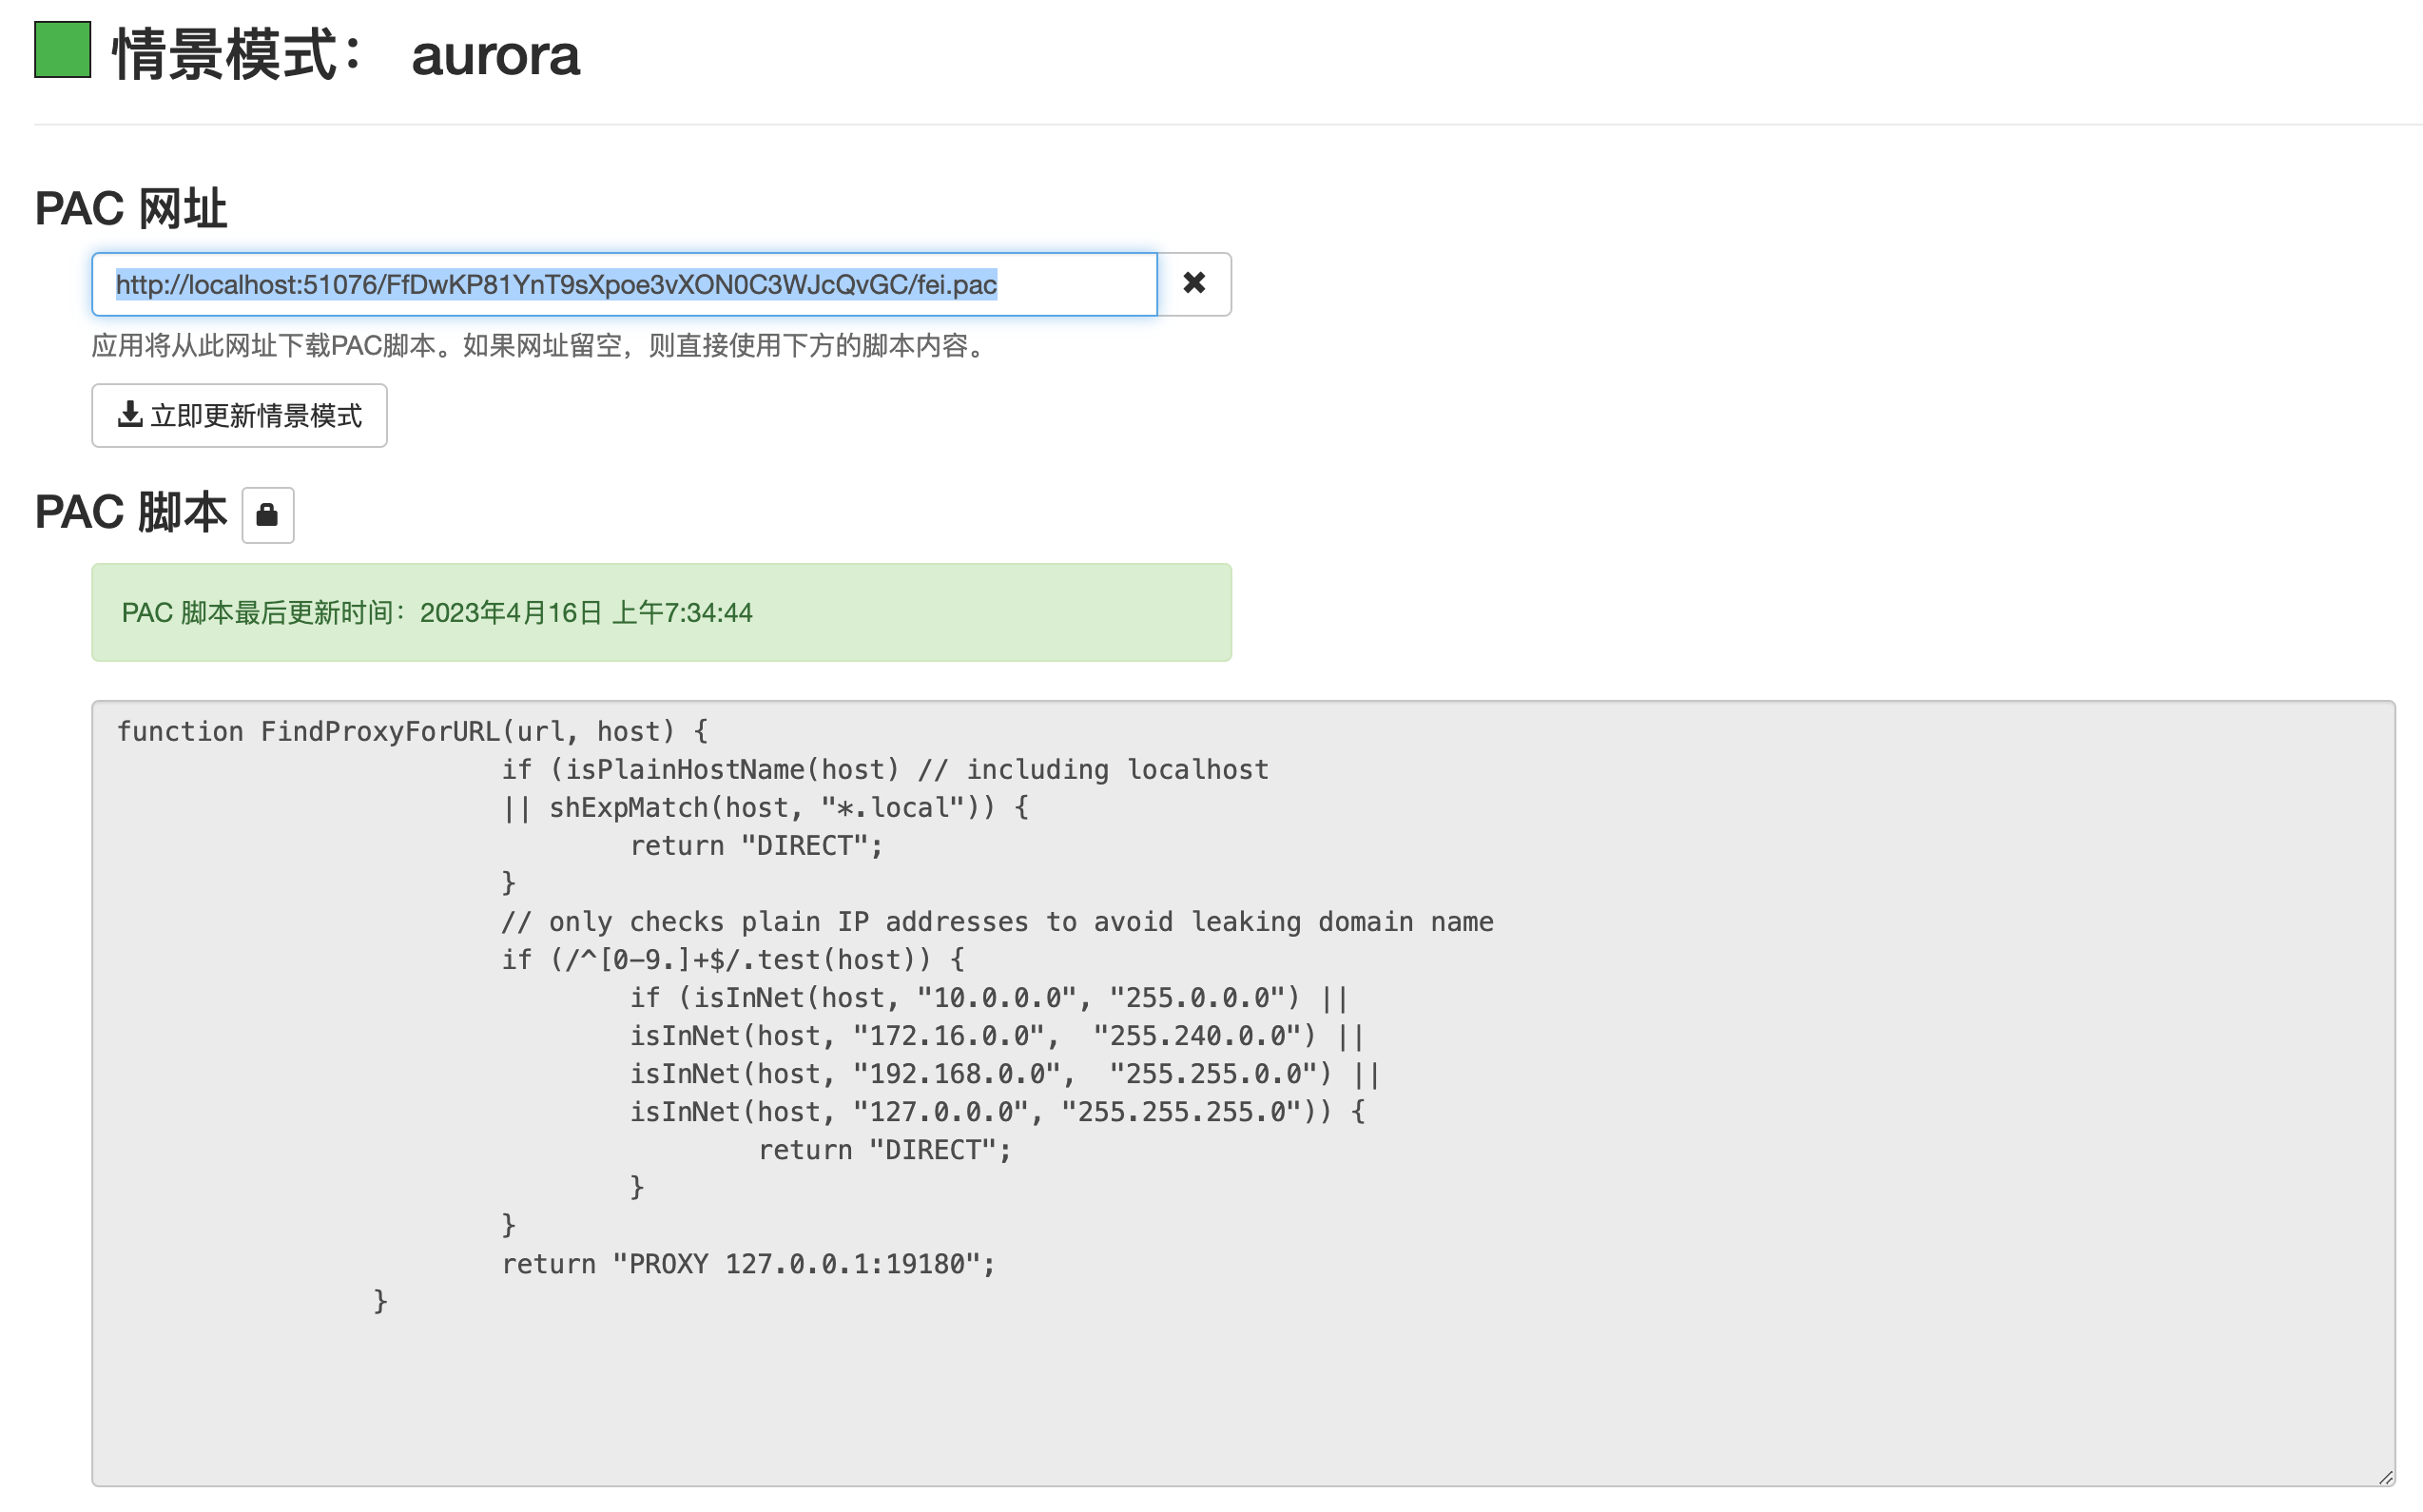 情景模式： aurora
PAC 网址
http://localhost:51076/FfDwKP81YnT9sXpoe3vXON0C3WJcQvGC/fei.pac
应用将从此网址下载PAC脚本。如果网址留空，则直接使用下方的脚本内容。
立即更新情景模式
PAC 脚本
PAC 脚本最后更新时间：2023年4月16日 上午7:34:44
function FindProxyForURL(url, host) {
if (isPlainHostName(host) // including localhost
|| shExpMatch(host, "*.local")) {
return "DIRECT";
}
// only checks plain IP addresses to avoid leaking domain name
if (/^[0-9.]+$/.test(host)) {
if (isInNet(host, "10.0.0.0", "255.0.0.0") ||
isInNet(host, "172.16.0.0",  "255.240.0.0") ||
isInNet(host, "192.168.0.0",  "255.255.0.0") ||
isInNet(host, "127.0.0.0", "255.255.255.0")) {
return "DIRECT";
}
}
return "PROXY 127.0.0.1:19180";
}